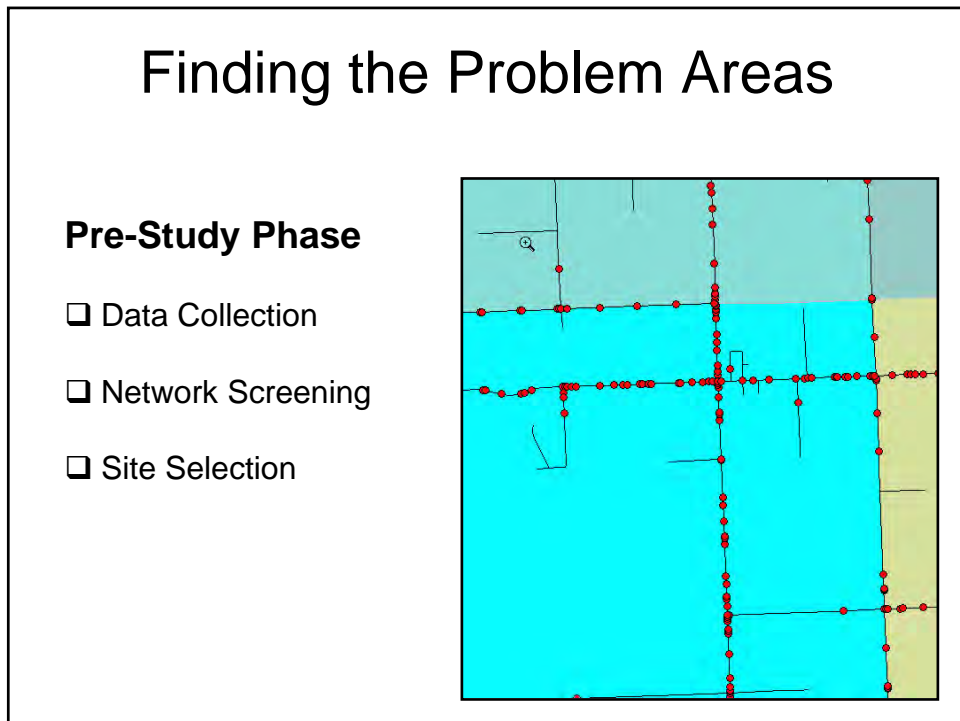 Finding the Problem Areas
Pre-Study Phase
❑ Data Collection
❑ Network Screening
❑ Site Selection